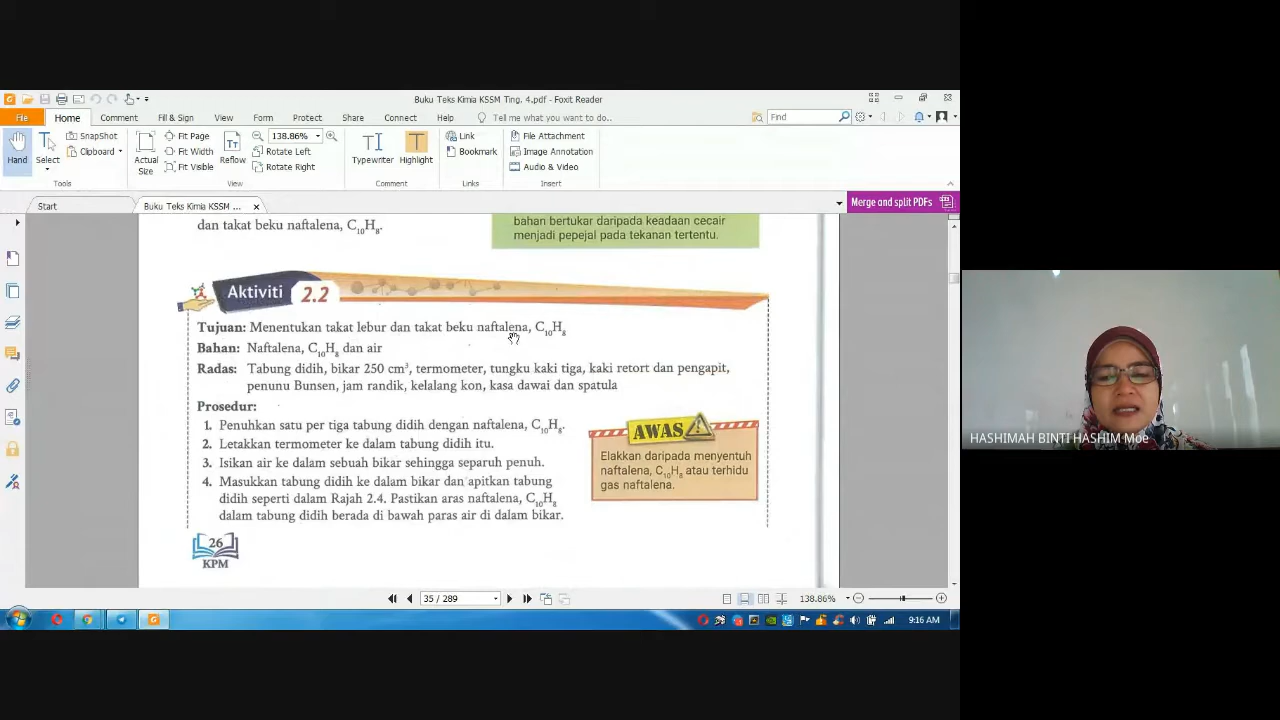 Buku Teks Kimia KSSM Ting. 4.pdf - Foxit Reader
File Home Comment Fill & Sign View Form Protect Share Connect Help Tell me what you want to do.. Find
Hand
Select
SnapShot
Clipboard
Actual Size
Fit Page
Fit Width
Fit Visible
Reflow
138.86%
Rotate Left
Rotate Right
Typewriter
Highlight
Link
Bookmark
File Attachment
Image Annotation
Audio & Video
Tools View Comment Links Insert
Start
Buku Teks Kimia KSSM ...
Merge and split PDFs
dan takat beku naftalena, C₁₀H₈.
bahan bertukar daripada keadaan cecair
menjadi pepejal pada tekanan tertentu.
Aktiviti 2.2
Tujuan: Menentukan takat lebur dan takat beku naftalena, C₁₀H₈
Bahan: Naftalena, C₁₀H₈ dan air
Radas: Tabung didih, bikar 250 cm³, termometer, tungku kaki tiga, kaki retort dan pengapit,
penunu Bunsen, jam randik, kelalang kon, kasa dawai dan spatula
Prosedur:
1. Penuhkan satu per tiga tabung didih dengan naftalena, C₁₀H₈.
2. Letakkan termometer ke dalam tabung didih itu.
3. Isikan air ke dalam sebuah bikar sehingga separuh penuh.
4. Masukkan tabung didih ke dalam bikar dan apitkan tabung
didih seperti dalam Rajah 2.4. Pastikan aras naftalena, C₁₀H₈
dalam tabung didih berada di bawah paras air di dalam bikar.
AWAS
Elakkan daripada menyentuh
naftalena, C₁₀H₈ atau terhidu
gas naftalena.
26
KPM
35 / 289
138.86%
9:16 AM
HASHIMAH BINTI HASHIM Moe